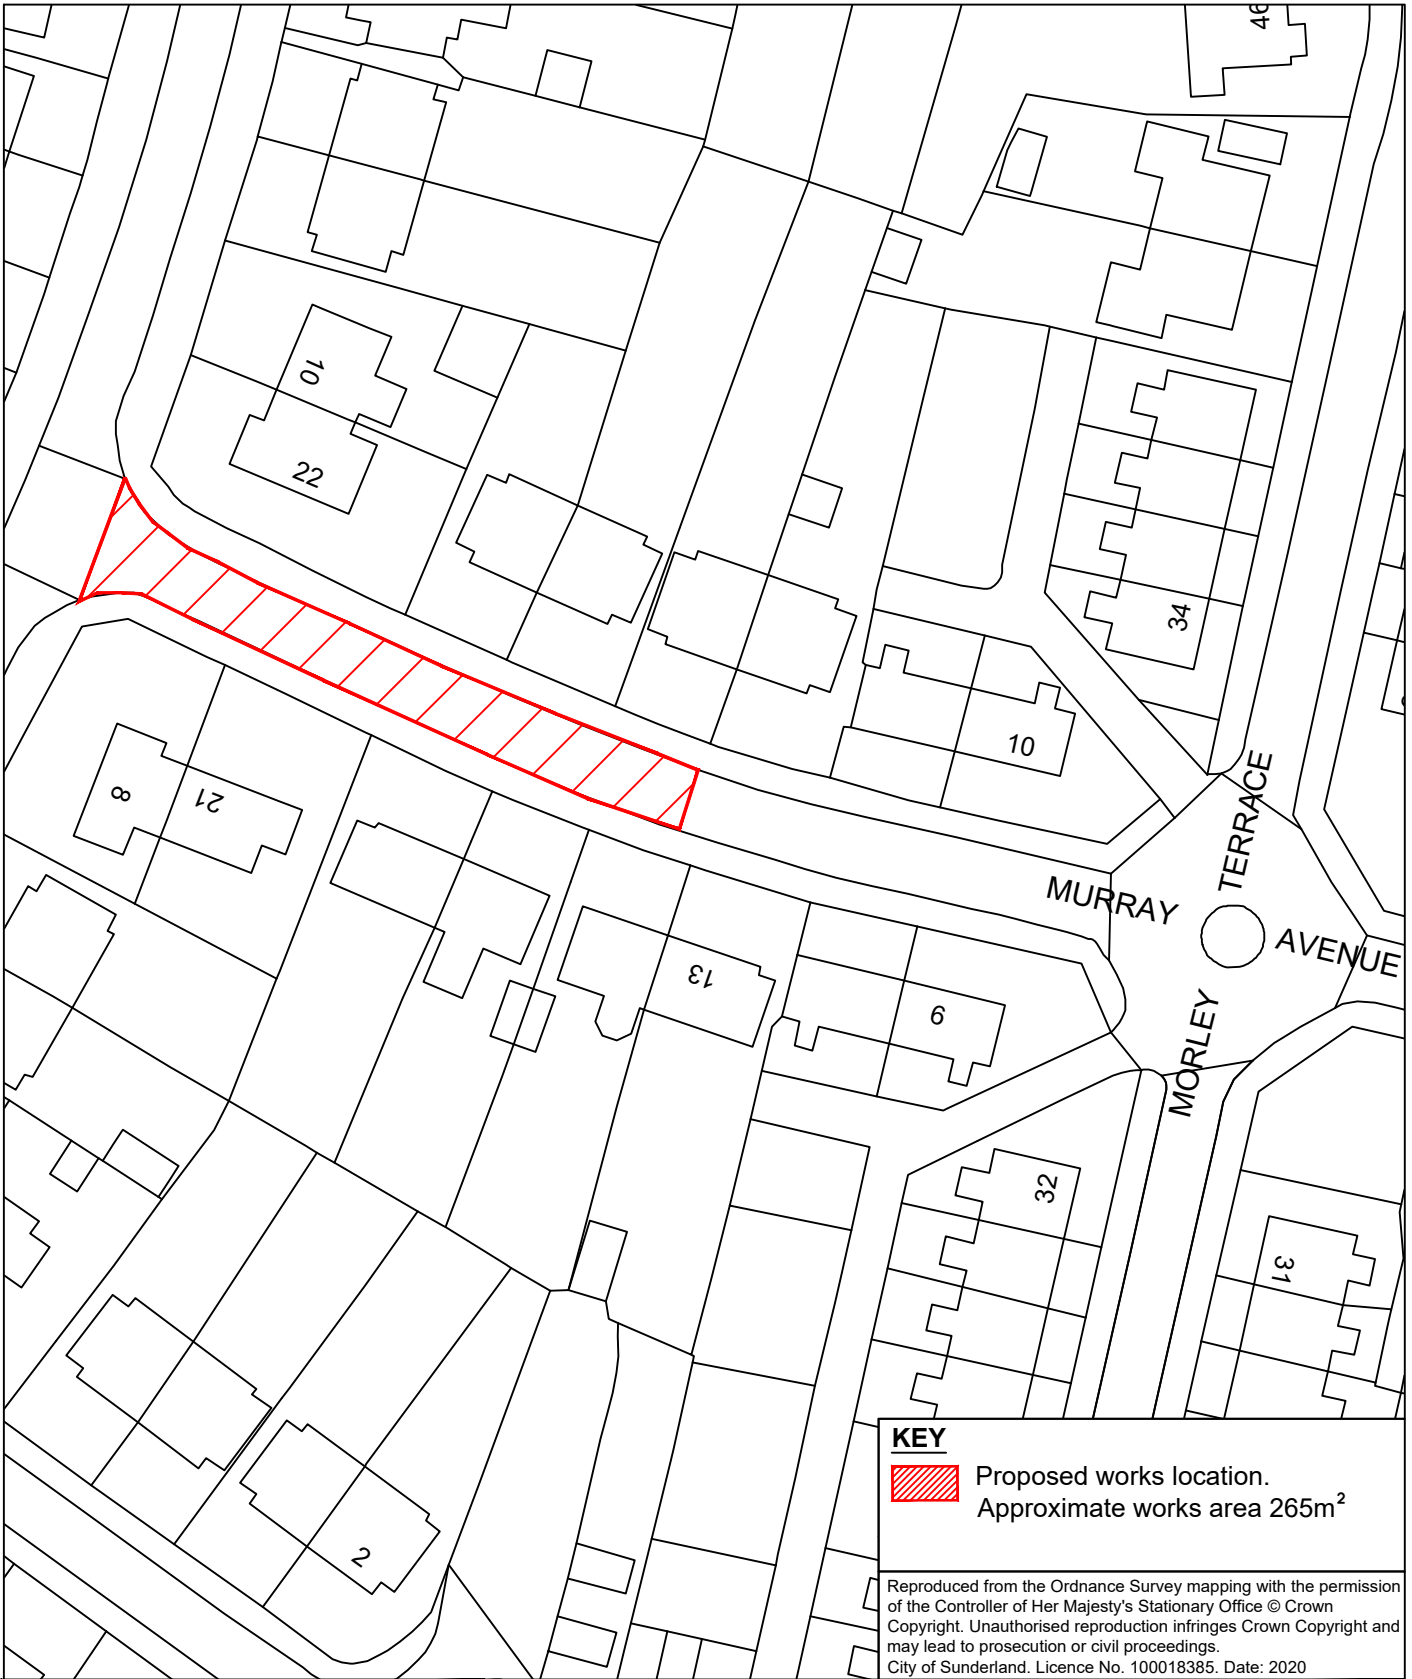 46
10
22
34
10
TERRACE
MURRAY
AVENUE
8
21
13
9
MORLEY
32
31
2
KEY
Proposed works location.
Approximate works area 265m²
Reproduced from the Ordnance Survey mapping with the permission
of the Controller of Her Majesty's Stationary Office © Crown
Copyright. Unauthorised reproduction infringes Crown Copyright and
may lead to prosecution or civil proceedings.
City of Sunderland. Licence No. 100018385. Date: 2020